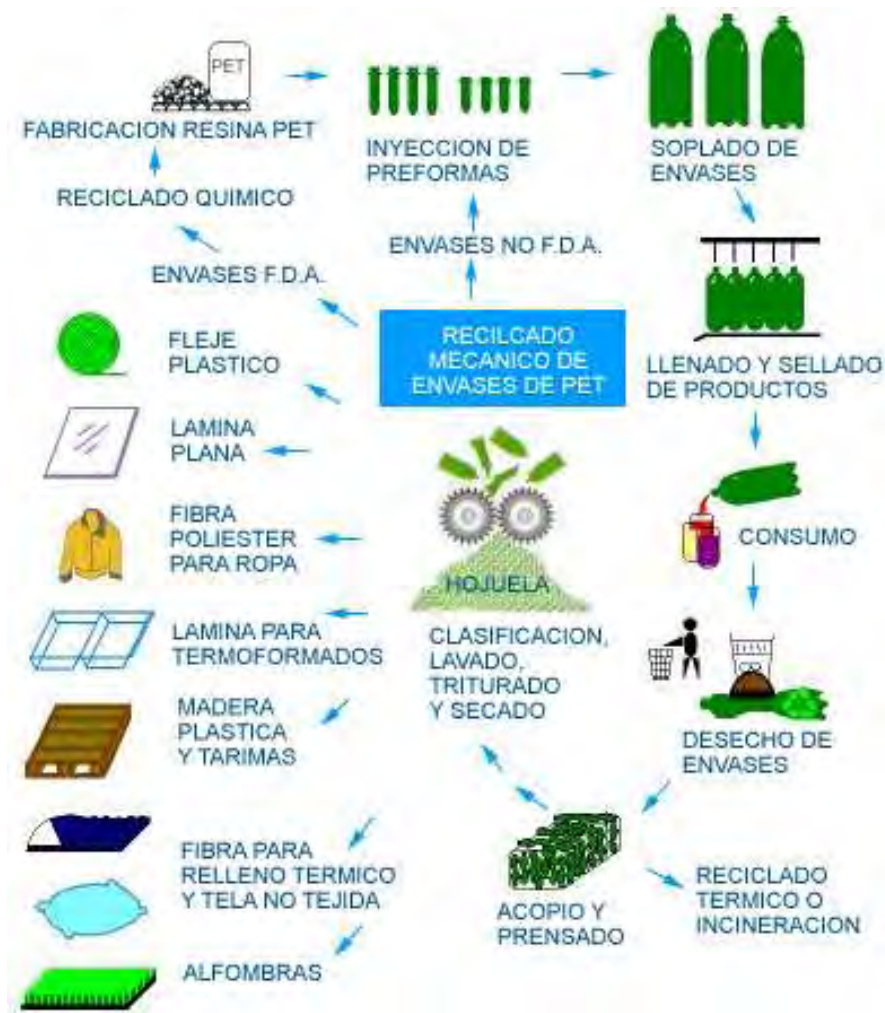 PET
FABRICACION RESINA PET
INYECCION DE
PREFORMAS
SOPLADO DE
ENVASES
RECICLADO QUIMICO
ENVASES F.D.A.
ENVASES NO F.D.A.
RECILCADO
MECANICO DE
ENVASES DE PET
LLENADO Y SELLADO
DE PRODUCTOS
FLEJE
PLASTICO
LAMINA
PLANA
FIBRA
POLIESTER
PARA ROPA
LAMINA PARA
TERMOFORMADOS
MADERA
PLASTICA
Y TARIMAS
FIBRA PARA
RELLENO TERMICO
Y TELA NO TEJIDA
ALFOMBRAS
HOJUELA
CLASIFICACION,
LAVADO,
TRITURADO
Y SECADO
CONSUMO
DESECHO DE
ENVASES
ACOPIO Y
PRENSADO
RECICLADO
TERMICO O
INCINERACION